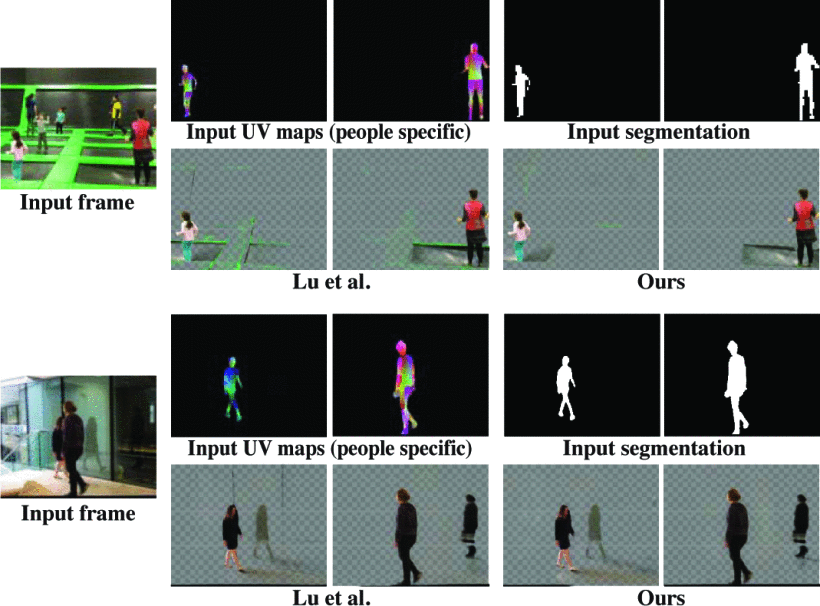 Input UV maps (people specific)
Input segmentation
Input frame
Lu et al.
Ours
Input UV maps (people specific)
Input segmentation
Input frame
Lu et al.
Ours